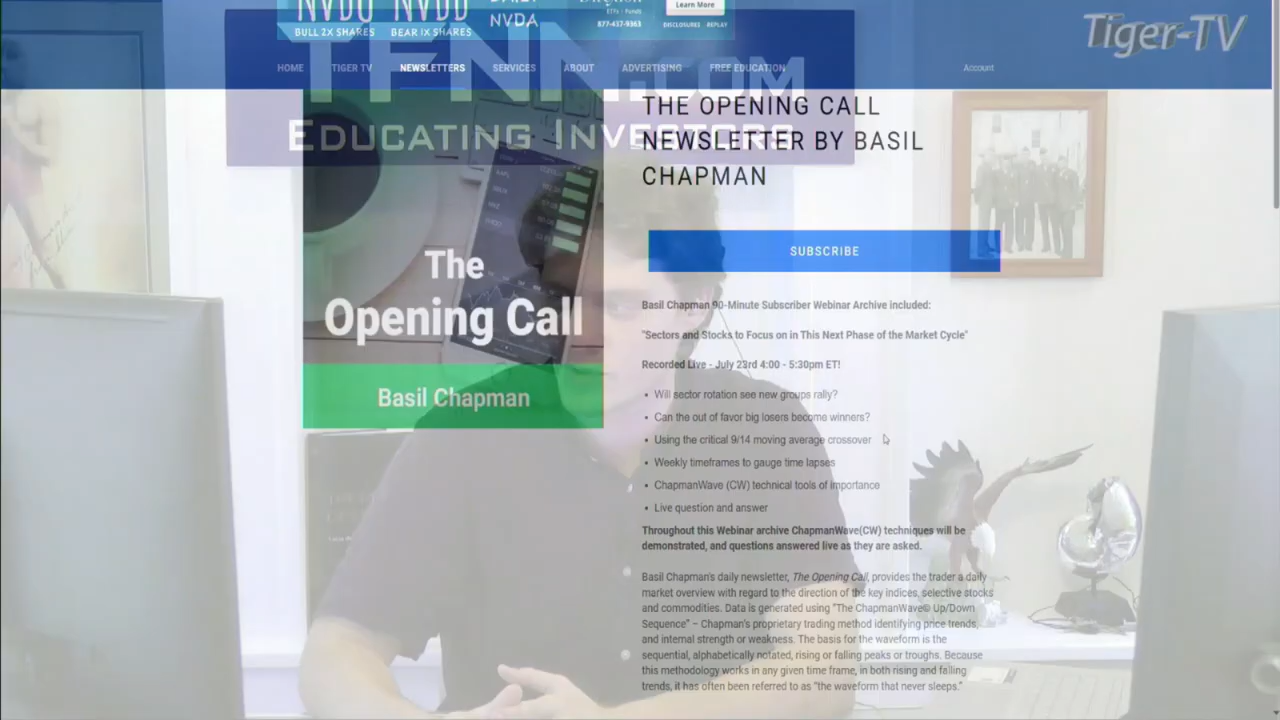 NVDU NVDD
BULL 2X SHARES BEAR 1X SHARES
NVDA
ETFs Funds
877-437-9363
Learn More
DISCLOSURES REPLAY
Tiger-TV
HOME TIGER TV NEWSLETTERS SERVICES ABOUT ADVERTISING FREE EDUCATION Account
TFNN.COM
EDUCATING INVESTORS
THE OPENING CALL
NEWSLETTER BY BASIL
CHAPMAN
SUBSCRIBE
The
Opening Call
Basil Chapman
Basil Chapman 90-Minute Subscriber Webinar Archive included:
"Sectors and Stocks to Focus on in This Next Phase of the Market Cycle"
Recorded Live - July 23rd 4:00 - 5:30pm ET!
• Will sector rotation see new groups rally?
• Can the out of favor big losers become winners?
• Using the critical 9/14 moving average crossover
• Weekly timeframes to gauge time lapses
• ChapmanWave (CW) technical tools of importance
• Live question and answer
Throughout this Webinar archive ChapmanWave(CW) techniques will be
demonstrated, and questions answered live as they are asked.
Basil Chapman's daily newsletter, The Opening Call, provides the trader a daily
market overview with regard to the direction of the key indices, selective stocks
and commodities. Data is generated using "The ChapmanWave© Up/Down
Sequence" – Chapman's proprietary trading method identifying price trends,
and internal strength or weakness. The basis for the waveform is the
sequential, alphabetically notated, rising or falling peaks or troughs. Because
this methodology works in any given time frame, in both rising and falling
trends, it has often been referred to as "the waveform that never sleeps."